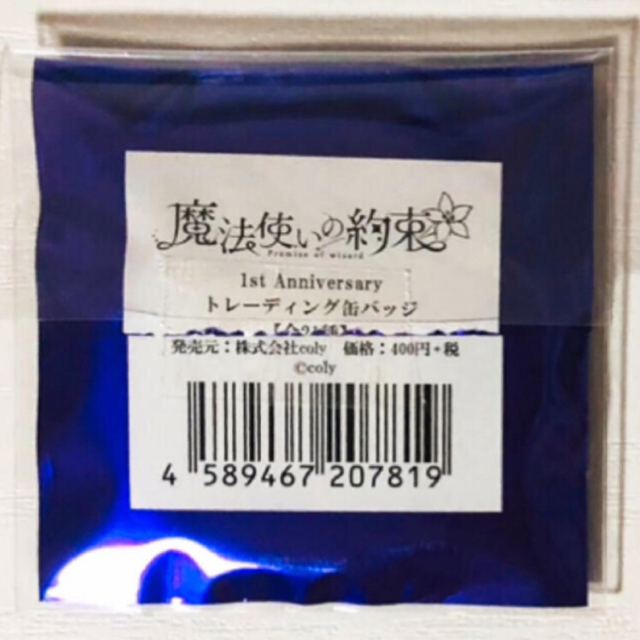 魔法使いの約束
Promise of wizard
1st Anniversary
トレーディング缶バッジ
発売元：株式会社coly 価格：400円+税
©coly
4 589467 207819